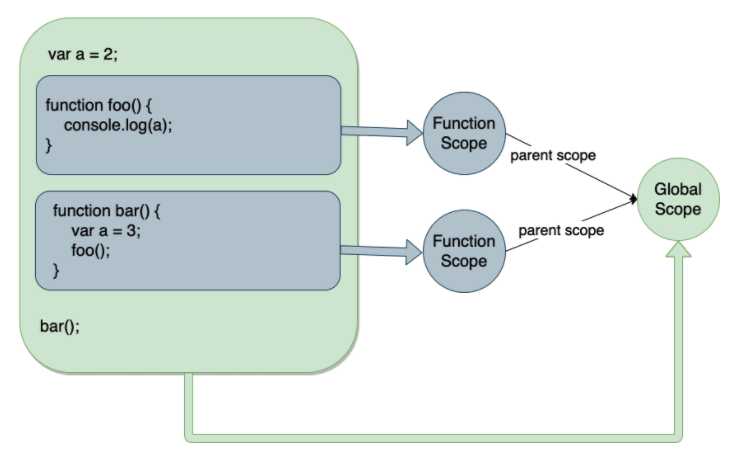 var a = 2;
function foo() {
console.log(a);
}
function bar() {
var a = 3;
foo();
}
bar();
Function
Scope
parent scope
Function
Scope
parent scope
Global
Scope